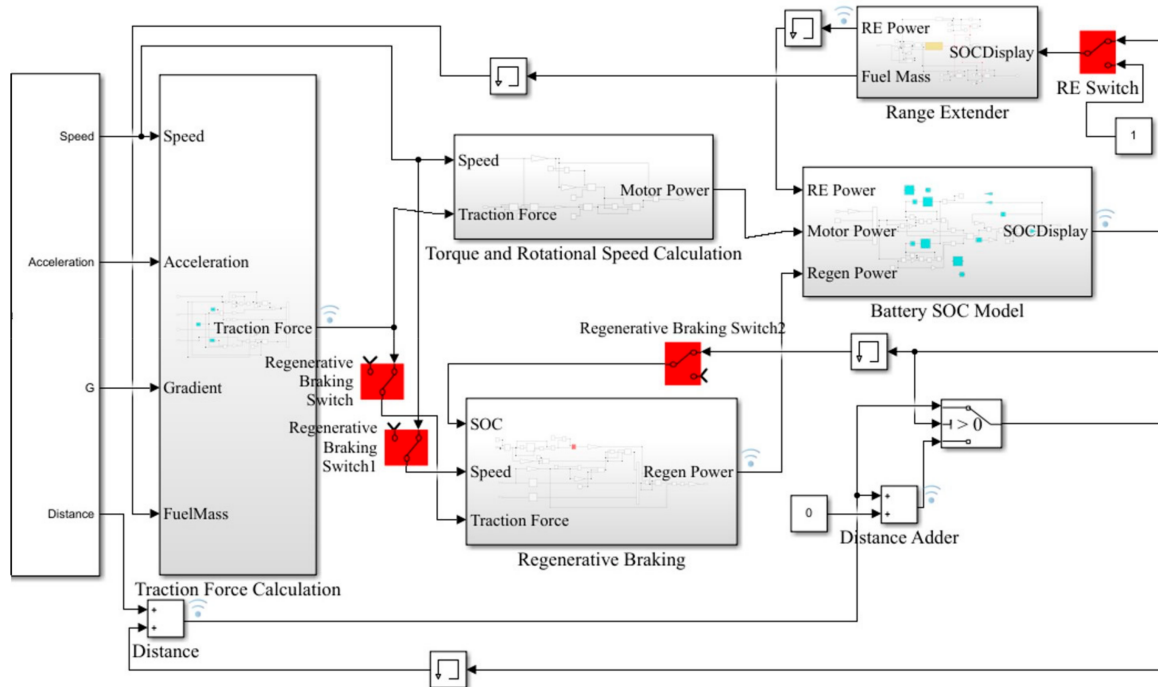 RE Power
SOCDisplay
Fuel Mass
Range Extender
RE Switch
1
Speed
Acceleration
G
Distance
Speed
Acceleration
Traction Force
Gradient
FuelMass
Traction Force Calculation
Speed
Motor Power
Traction Force
Torque and Rotational Speed Calculation
RE Power
Motor Power
SOCDisplay
Regen Power
Battery SOC Model
Regenerative
Braking
Switch
Regenerative
Braking
Switch1
Regenerative Braking Switch2
SOC
Speed
Regen Power
Traction Force
Regenerative Braking
> 0
0
+
+
Distance Adder
+
+
Distance